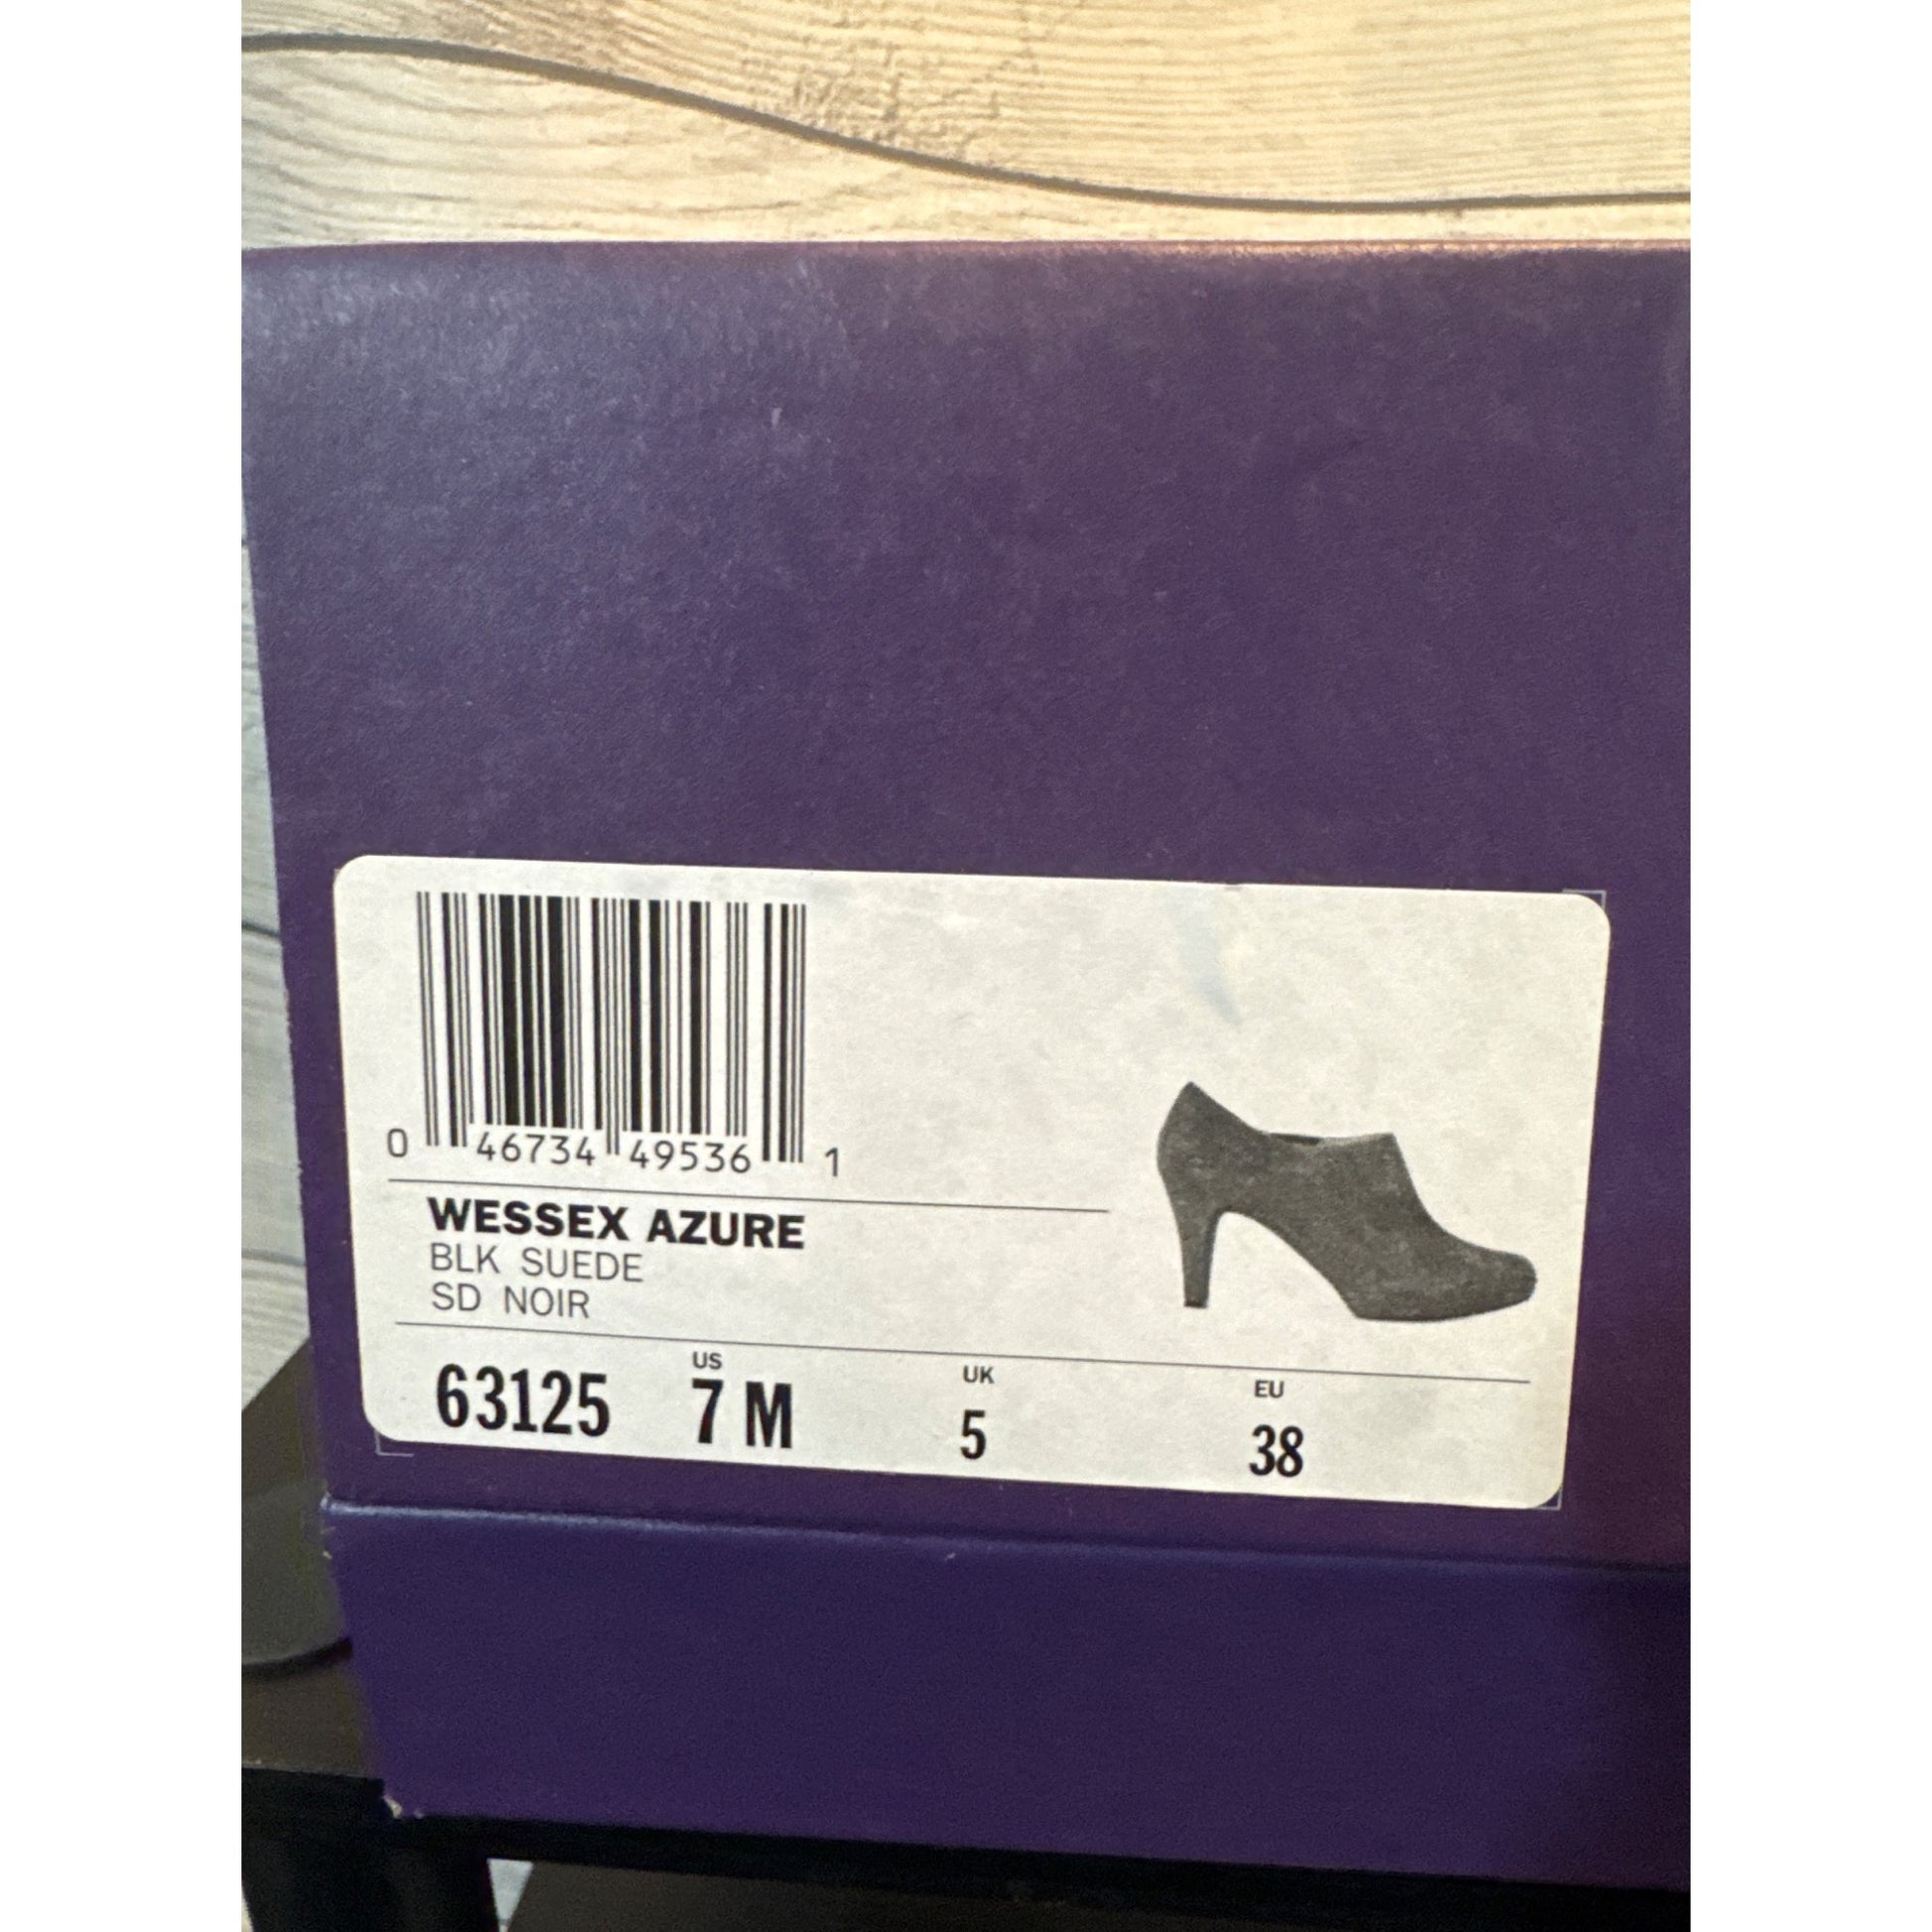 0 46734 49536 1
WESSEX AZURE
BLK SUEDE
SD NOIR
US UK EU
63125 7 M 5 38